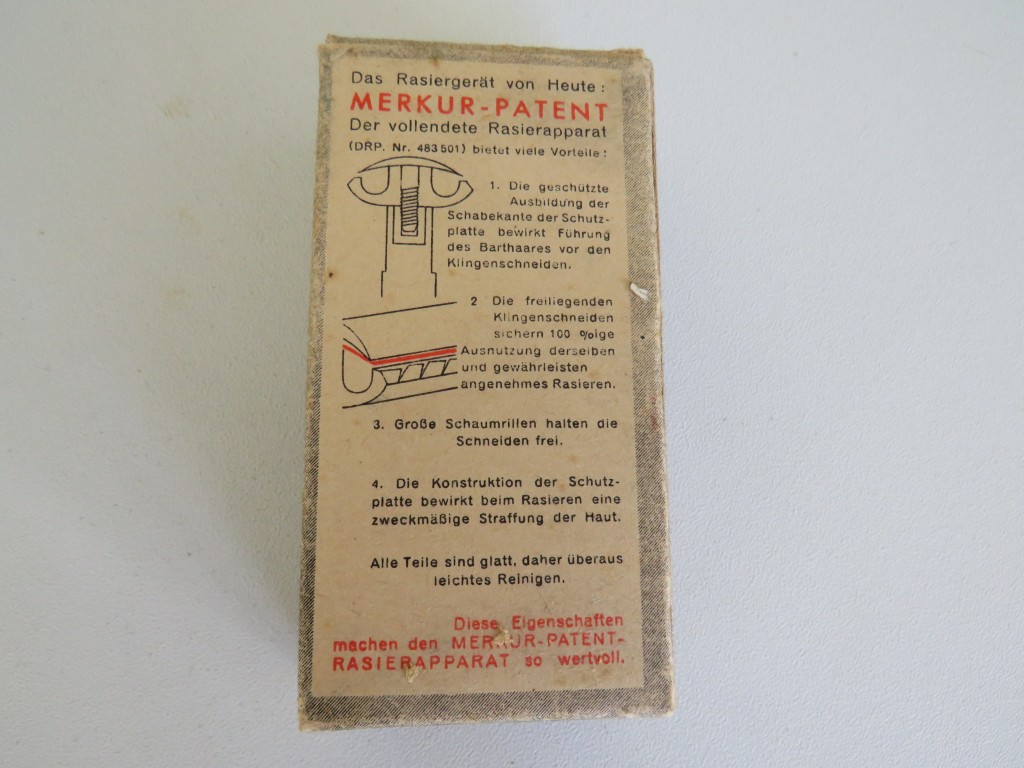 Das Rasiergerät von Heute:
MERKUR-PATENT
Der vollendete Rasierapparat
(DRP. Nr. 483501) bietet viele Vorteile:
1. Die geschützte
Ausbildung der
Schabekante der Schutz-
platte bewirkt Führung
des Barthaares vor den
Klingenschneiden.
2 Die freiliegenden
Klingenschneiden
sichern 100 %ige
Ausnutzung derselben
und gewährleisten
angenehmes Rasieren.
3. Große Schaumrillen halten die
Schneiden frei.
4. Die Konstruktion der Schutz-
platte bewirkt beim Rasieren eine
zweckmäßige Straffung der Haut.
Alle Teile sind glatt, daher überaus
leichtes Reinigen.
Diese Eigenschaften
machen den MERKUR-PATENT-
RASIERAPPARAT so wertvoll.